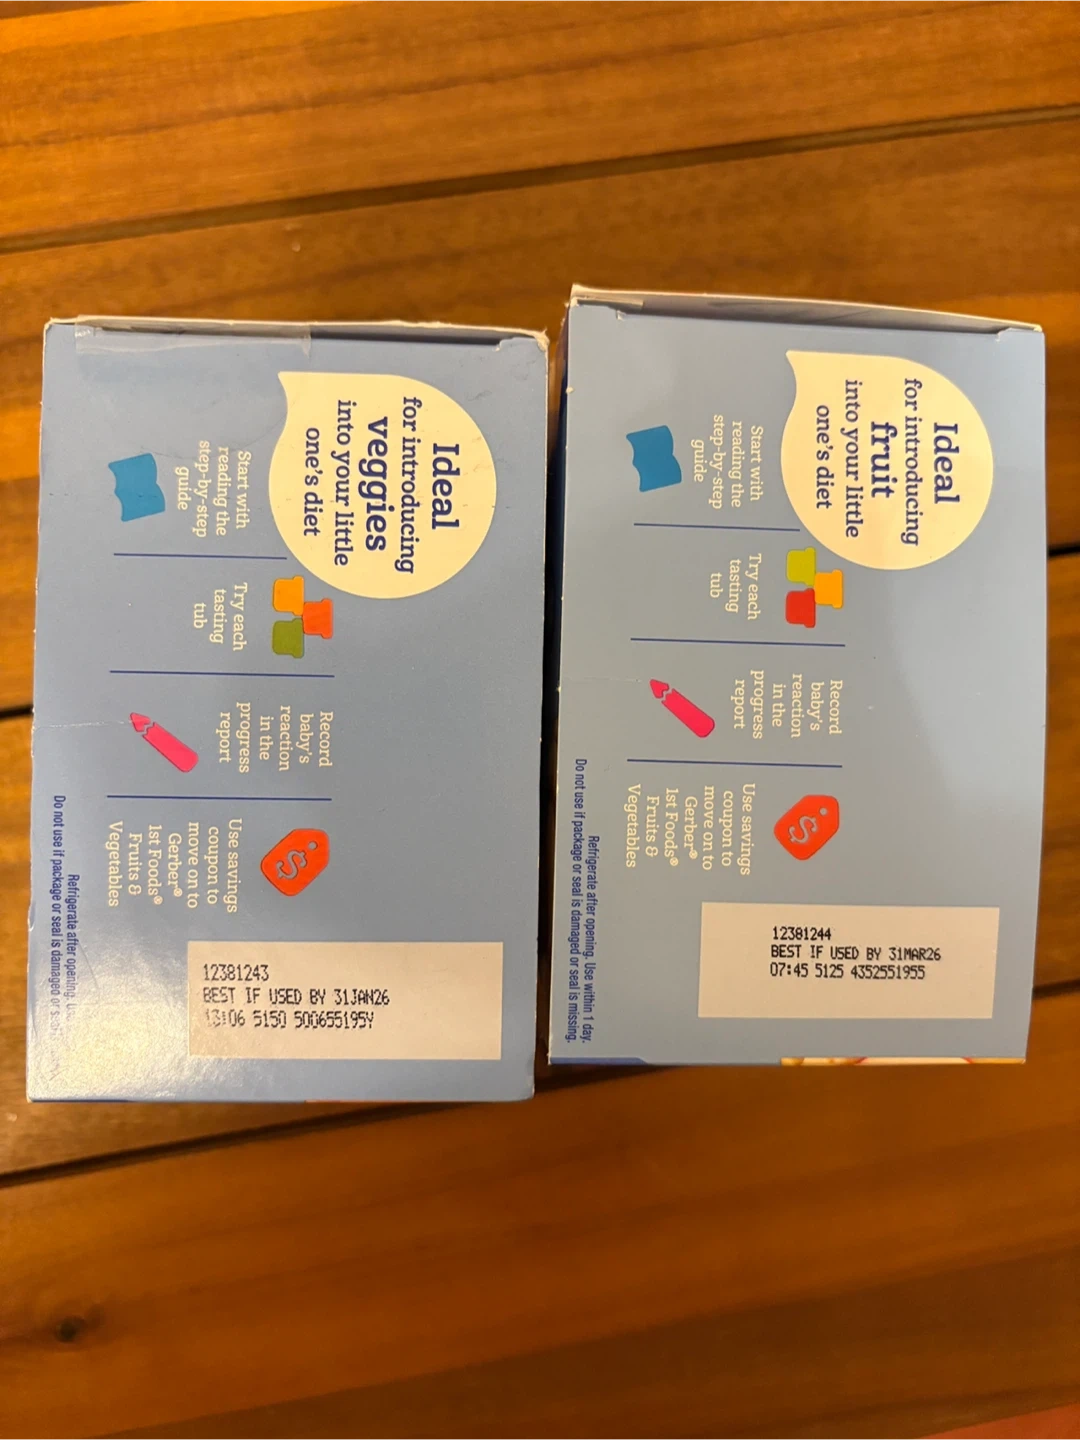 Ideal
for introducing
veggies
into your little
one's diet
Start with
reading the
step-by-step
guide
Try each
tasting
tub
Record
baby's
reaction
in the
progress
report
Use savings
coupon to
move on to
Gerber®
1st Foods®
Fruits &
Vegetables
$
Refrigerate after opening.
Do not use if package or seal is damaged or
12381243
BEST IF USED BY 31JAN26
13:06 5150 500655195Y
Ideal
for introducing
fruit
into your little
one's diet
Start with
reading the
step-by-step
guide
Try each
tasting
tub
Record
baby's
reaction
in the
progress
report
Use savings
coupon to
move on to
Gerber®
1st Foods®
Fruits &
Vegetables
$
Refrigerate after opening. Use within 1 day.
Do not use if package or seal is damaged or seal is missing.
12381244
BEST IF USED BY 31MAR26
07:45 5125 4352551955